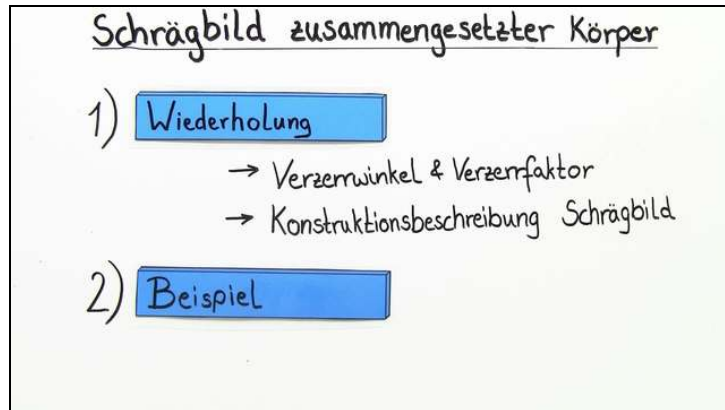 Schrägbild zusammengesetzter Körper
1) Wiederholung
→ Verzerrwinkel & Verzerrfaktor
→ Konstruktionsbeschreibung Schrägbild
2) Beispiel